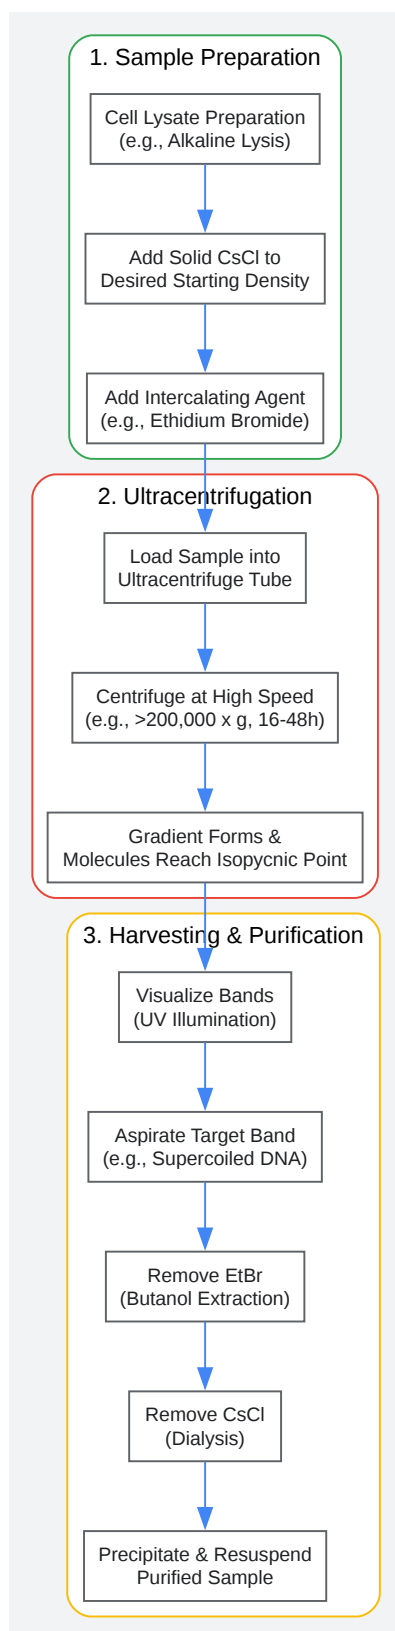 1. Sample Preparation
Cell Lysate Preparation
(e.g., Alkaline Lysis)
Add Solid CsCl to
Desired Starting Density
Add Intercalating Agent
(e.g., Ethidium Bromide)
2. Ultracentrifugation
Load Sample into
Ultracentrifuge Tube
Centrifuge at High Speed
(e.g., >200,000 x g, 16-48h)
Gradient Forms &
Molecules Reach Isopycnic Point
3. Harvesting & Purification
Visualize Bands
(UV Illumination)
Aspirate Target Band
(e.g., Supercoiled DNA)
Remove EtBr
(Butanol Extraction)
Remove CsCl
(Dialysis)
Precipitate & Resuspend
Purified Sample